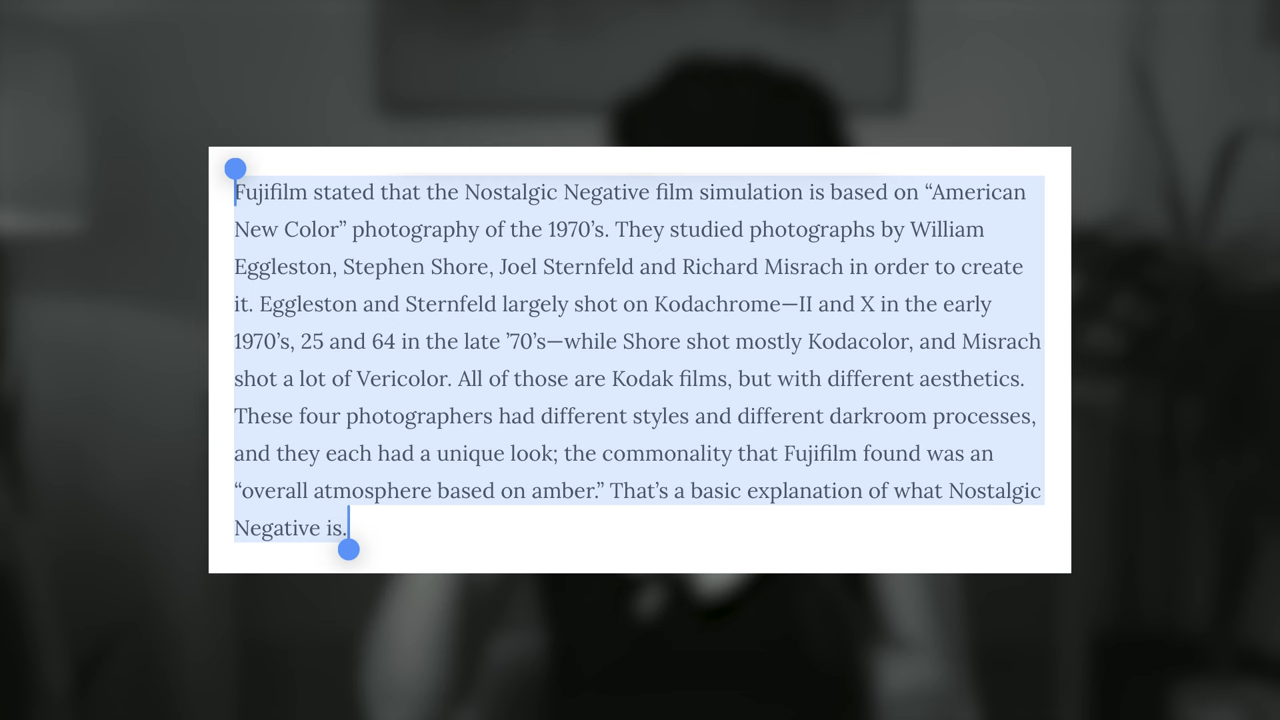 Fujifilm stated that the Nostalgic Negative film simulation is based on “American
New Color” photography of the 1970’s. They studied photographs by William
Eggleston, Stephen Shore, Joel Sternfeld and Richard Misrach in order to create
it. Eggleston and Sternfeld largely shot on Kodachrome—II and X in the early
1970’s, 25 and 64 in the late ’70’s—while Shore shot mostly Kodacolor, and Misrach
shot a lot of Vericolor. All of those are Kodak films, but with different aesthetics.
These four photographers had different styles and different darkroom processes,
and they each had a unique look; the commonality that Fujifilm found was an
“overall atmosphere based on amber.” That’s a basic explanation of what Nostalgic
Negative is.